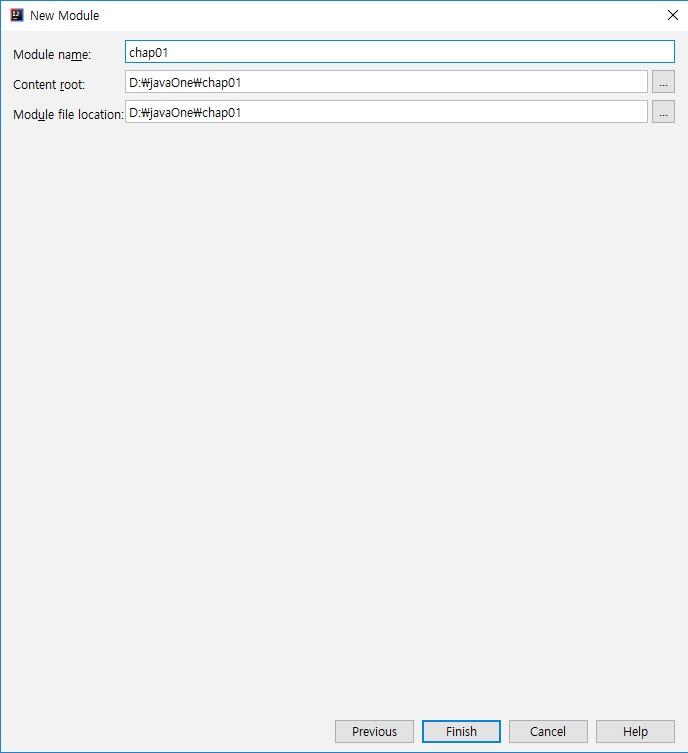 New Module
Module name: chap01
Content root: D:₩javaOne₩chap01 ...
Module file location: D:₩javaOne₩chap01 ...
Previous Finish Cancel Help